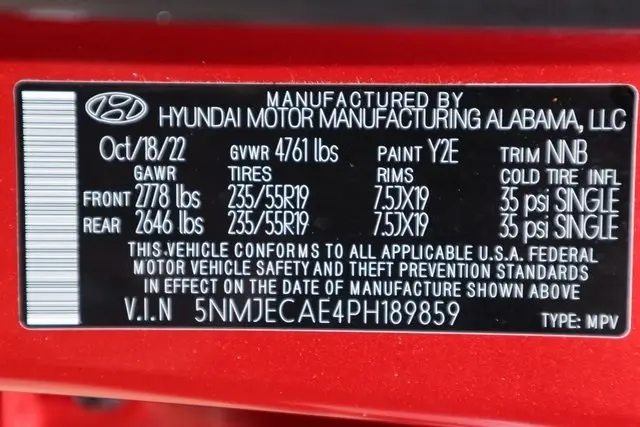 MANUFACTURED BY
HYUNDAI MOTOR MANUFACTURING ALABAMA, LLC
Oct/18/22 GVWR 4761 lbs PAINT Y2E TRIM NNB
GAWR TIRES RIMS COLD TIRE INFL
FRONT 2778 lbs 235/55R19 7.5JX19 35 psi SINGLE
REAR 2646 lbs 235/55R19 7.5JX19 35 psi SINGLE
THIS VEHICLE CONFORMS TO ALL APPLICABLE U.S.A. FEDERAL
MOTOR VEHICLE SAFETY AND THEFT PREVENTION STANDARDS
IN EFFECT ON THE DATE OF MANUFACTURE SHOWN ABOVE
V.I.N 5NMJECAE4PH189859 TYPE: MPV